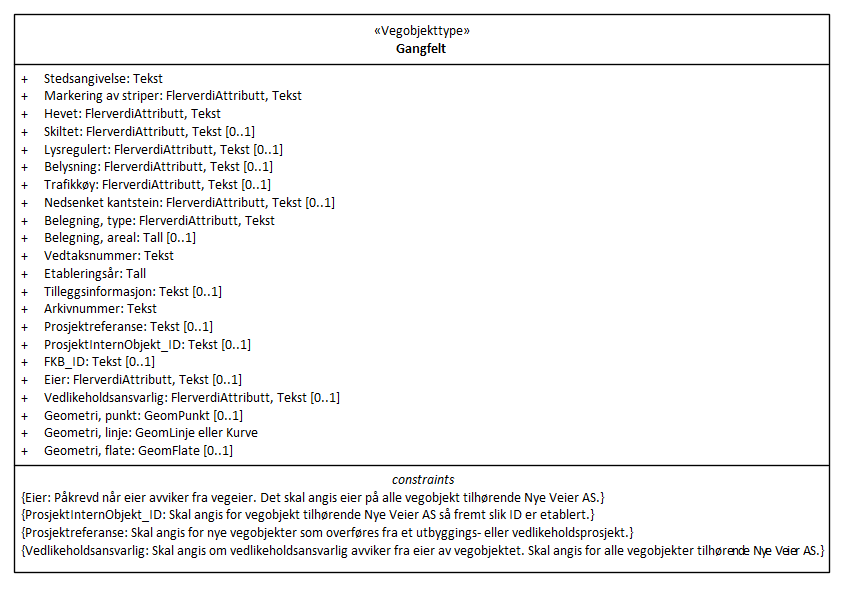 «Vegobjekttype»
Gangfelt
+ Stedsangivelse: Tekst
+ Markering av striper: FlerverdiAttributt, Tekst
+ Hevet: FlerverdiAttributt, Tekst
+ Skiltet: FlerverdiAttributt, Tekst [0..1]
+ Lysregulert: FlerverdiAttributt, Tekst [0..1]
+ Belysning: FlerverdiAttributt, Tekst [0..1]
+ Trafikkøy: FlerverdiAttributt, Tekst [0..1]
+ Nedsenket kantstein: FlerverdiAttributt, Tekst [0..1]
+ Belegning, type: FlerverdiAttributt, Tekst
+ Belegning, areal: Tall [0..1]
+ Vedtaksnummer: Tekst
+ Etableringsår: Tall
+ Tilleggsinformasjon: Tekst [0..1]
+ Arkivnummer: Tekst
+ Prosjektreferanse: Tekst [0..1]
+ ProsjektInternObjekt_ID: Tekst [0..1]
+ FKB_ID: Tekst [0..1]
+ Eier: FlerverdiAttributt, Tekst [0..1]
+ Vedlikeholdsansvarlig: FlerverdiAttributt, Tekst [0..1]
+ Geometri, punkt: GeomPunkt [0..1]
+ Geometri, linje: GeomLinje eller Kurve
+ Geometri, flate: GeomFlate [0..1]
constraints
{Eier: Påkrevd når eier avviker fra vegeier. Det skal angis eier på alle vegobjekt tilhørende Nye Veier AS.}
{ProsjektInternObjekt_ID: Skal angis for vegobjekt tilhørende Nye Veier AS så fremt slik ID er etablert.}
{Prosjektreferanse: Skal angis for nye vegobjekter som overføres fra et utbyggings- eller vedlikeholdsprosjekt.}
{Vedlikeholdsansvarlig: Skal angis om vedlikeholdsansvarlig avviker fra eier av vegobjektet. Skal angis for alle vegobjekter tilhørende Nye Veier AS.}